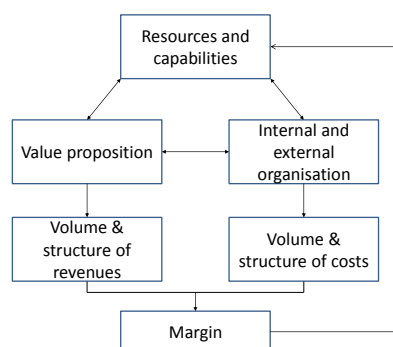 Resources and
capabilities
Value proposition
Internal and
external
organisation
Volume &
structure of
revenues
Volume &
structure of costs
Margin